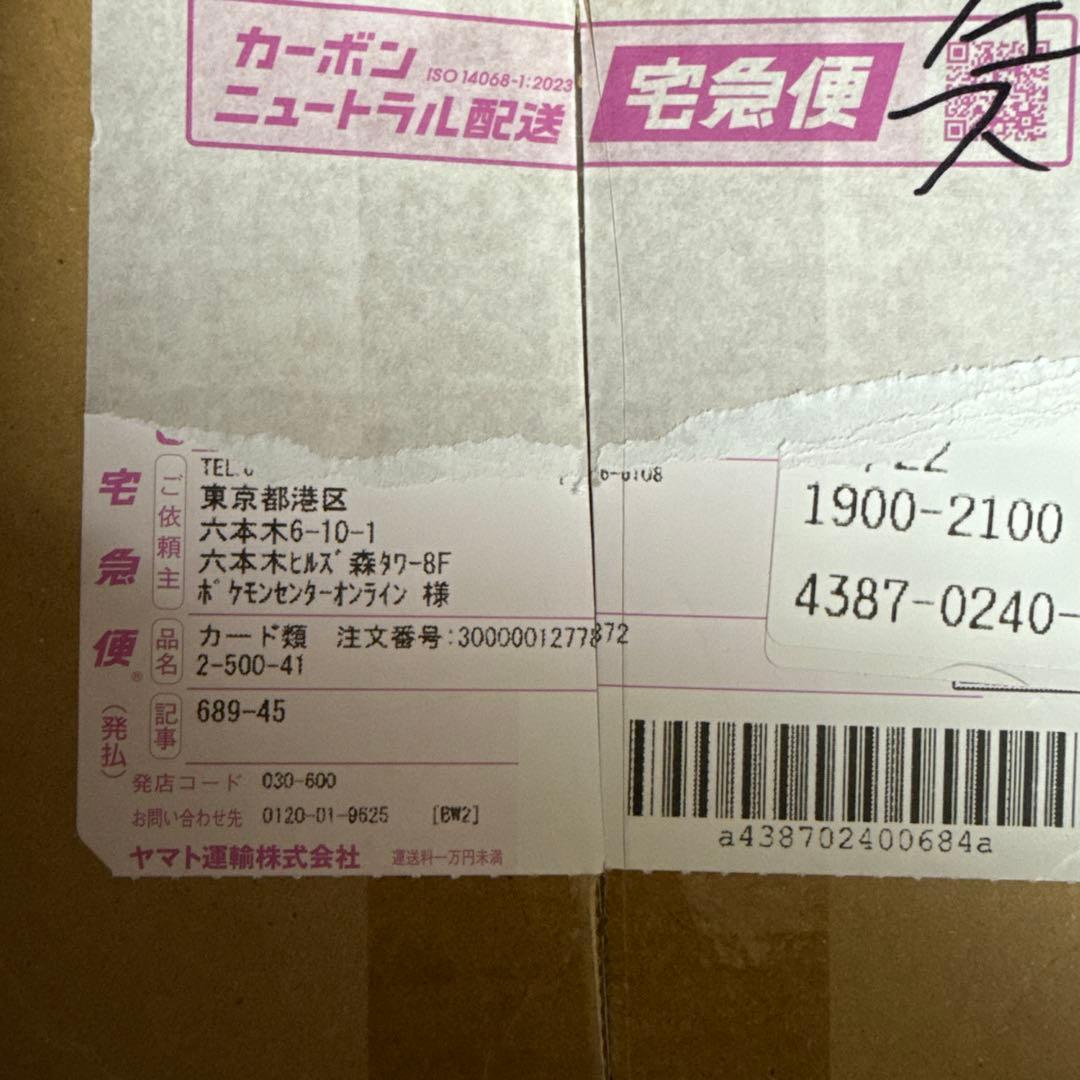 カーボン
ニュートラル配送
ISO 14068-1:2023
宅急便
TEL
東京都港区
六本木6-10-1
六本木ﾋﾙｽﾞ森ﾀﾜｰ8F
ﾎﾟｹﾓﾝｾﾝﾀｰｵﾝﾗｲﾝ 様
ご依頼主
品名
カード類 注文番号:3000001277872
2-500-41
記事
689-45
宅急便®
(発払)
発店コード 030-600
お問い合わせ先 0120-01-9625 [BW2]
ヤマト運輸株式会社 運送料一万円未満
1900-2100
4387-0240-
a438702400684a